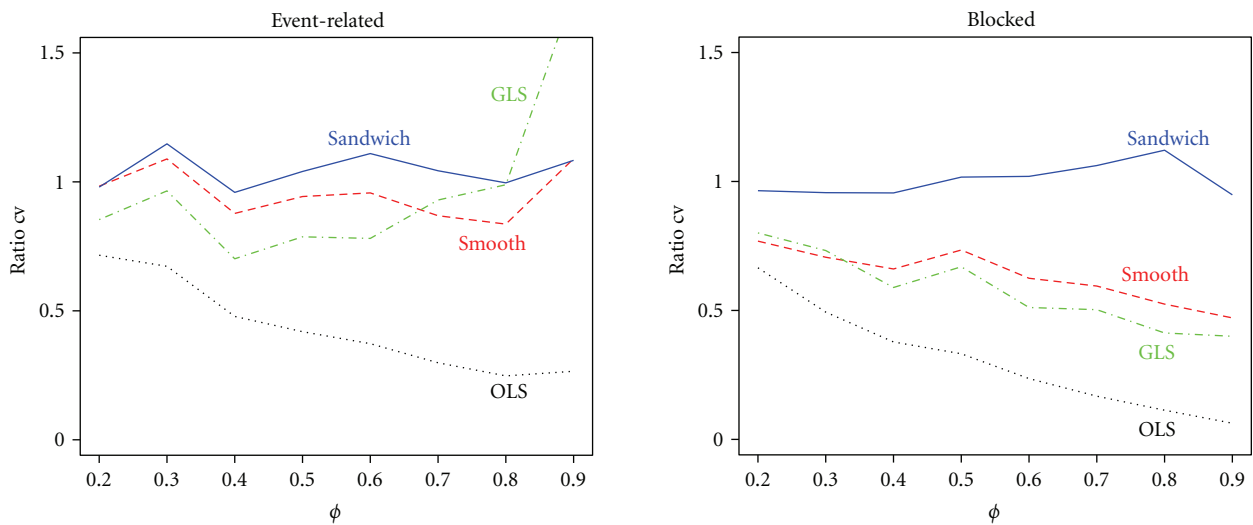 Event-related
Ratio cv
1.5
1
0.5
0
GLS
Sandwich
Smooth
OLS
0.2 0.3 0.4 0.5 0.6 0.7 0.8 0.9
ϕ
Blocked
Ratio cv
1.5
1
0.5
0
Sandwich
Smooth
GLS
OLS
0.2 0.3 0.4 0.5 0.6 0.7 0.8 0.9
ϕ